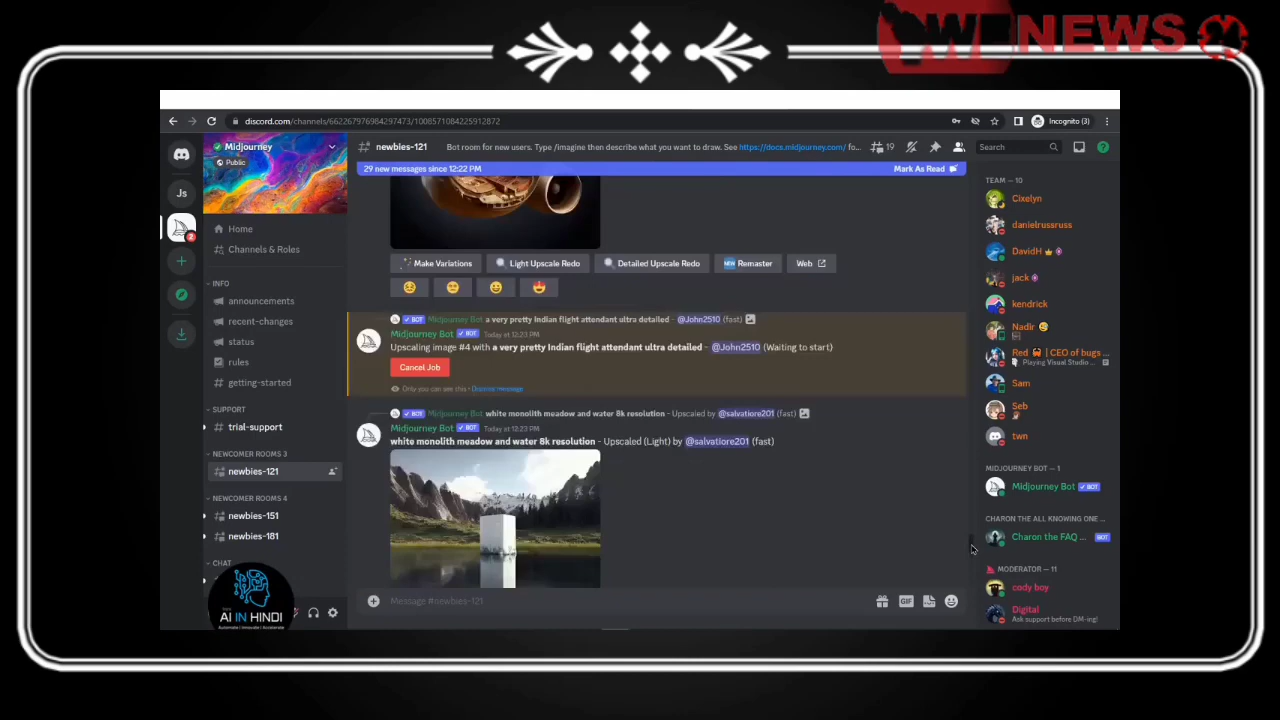 NEWS
discord.com/channels/662267976984297473/1008571084225912872
Incognito (3)
Midjourney
Public
newbies-121
Bot room for new users. Type /imagine then describe what you want to draw. See https://docs.midjourney.com/ fo...
19
Search
29 new messages since 12:22 PM
Mark As Read
Js
2
Home
Channels & Roles
INFO
announcements
recent-changes
status
rules
getting-started
SUPPORT
trial-support
NEWCOMER ROOMS 3
newbies-121
NEWCOMER ROOMS 4
newbies-151
newbies-181
CHAT
AI IN HINDI
Automate | Innovate | Accelerate
Make Variations
Light Upscale Redo
Detailed Upscale Redo
NEW Remaster
Web
BOT Midjourney Bot a very pretty Indian flight attendant ultra detailed - @John2510 (fast)
Midjourney Bot BOT Today at 12:23 PM
Upscaling image #4 with a very pretty Indian flight attendant ultra detailed - @John2510 (Waiting to start)
Cancel Job
Only you can see this • Dismiss message
BOT Midjourney Bot white monolith meadow and water 8k resolution - Upscaled by @salvatiore201 (fast)
Midjourney Bot BOT Today at 12:23 PM
white monolith meadow and water 8k resolution - Upscaled (Light) by @salvatiore201 (fast)
Message #newbies-121
GIF
TEAM — 10
Cixelyn
danielrussruss
DavidH
jack
kendrick
Nadir
Red | CEO of bugs ...
Playing Visual Studio ...
Sam
Seb
twn
MIDJOURNEY BOT — 1
Midjourney Bot BOT
CHARON THE ALL KNOWING ONE ...
Charon the FAQ ... BOT
MODERATOR — 11
cody boy
Digital
Ask support before DM-ing!